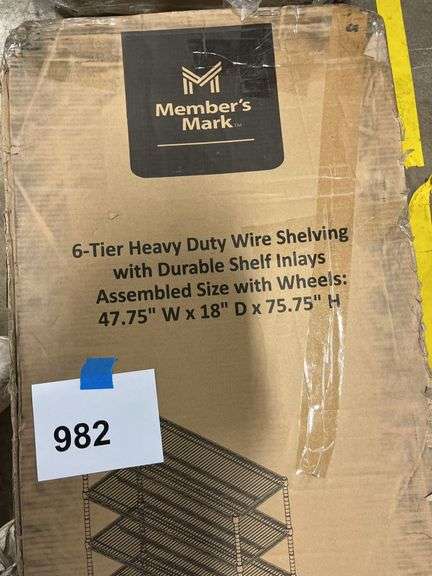 Member's
Mark™
6-Tier Heavy Duty Wire Shelving
with Durable Shelf Inlays
Assembled Size with Wheels:
47.75" W x 18" D x 75.75" H
982